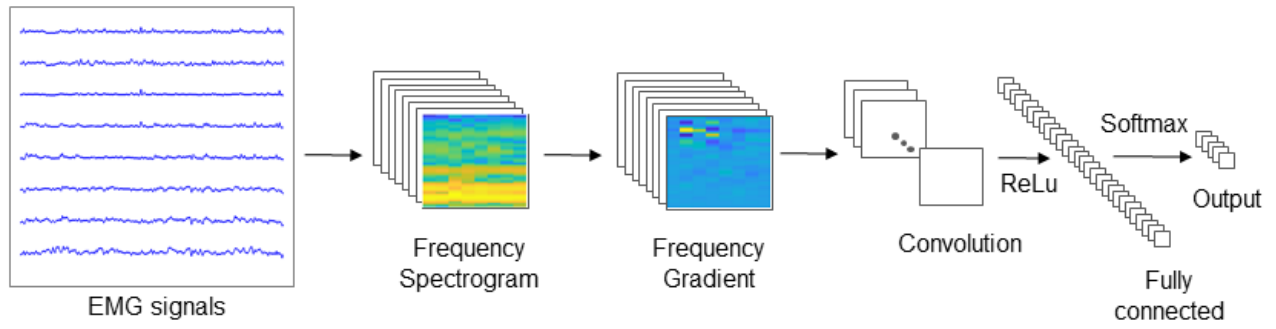 EMG signals
Frequency
Spectrogram
Frequency
Gradient
Convolution
ReLu
Fully
connected
Softmax
Output